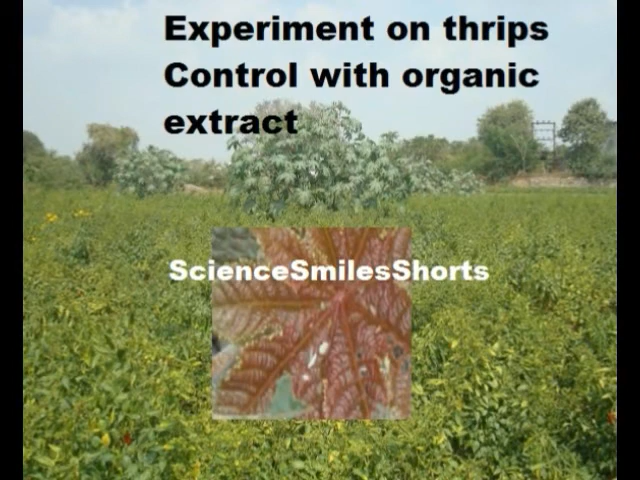 Experiment on thrips
Control with organic
extract
ScienceSmilesShorts